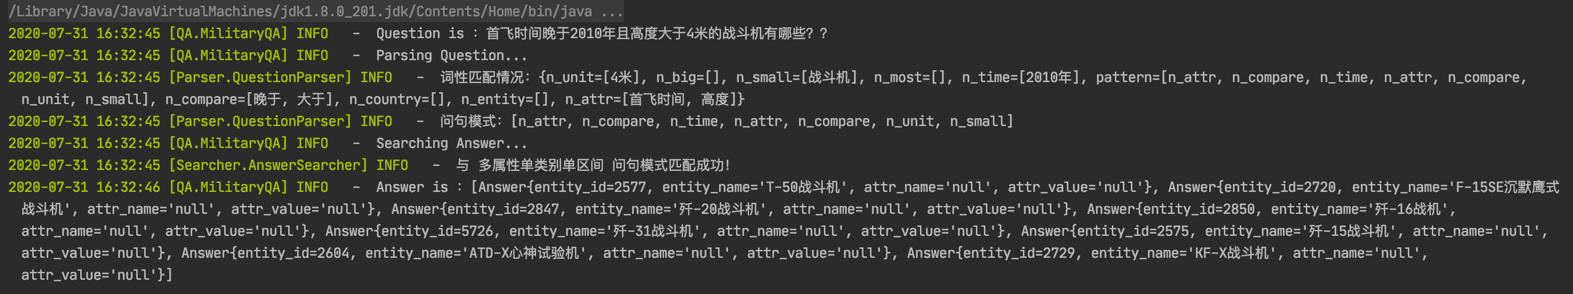 /Library/Java/JavaVirtualMachines/jdk1.8.0_201.jdk/Contents/Home/bin/java ...
2020-07-31 16:32:45 [QA.MilitaryQA] INFO  -  Question is : 首飞时间晚于2010年且高度大于4米的战斗机有哪些？?
2020-07-31 16:32:45 [QA.MilitaryQA] INFO  -  Parsing Question...
2020-07-31 16:32:45 [Parser.QuestionParser] INFO  -  词性匹配情况: {n_unit=[4米], n_big=[], n_small=[战斗机], n_most=[], n_time=[2010年], pattern=[n_attr, n_compare, n_time, n_attr, n_compare,
n_unit, n_small], n_compare=[晚于, 大于], n_country=[], n_entity=[], n_attr=[首飞时间, 高度]}
2020-07-31 16:32:45 [Parser.QuestionParser] INFO  -  问句模式: [n_attr, n_compare, n_time, n_attr, n_compare, n_unit, n_small]
2020-07-31 16:32:45 [QA.MilitaryQA] INFO  -  Searching Answer...
2020-07-31 16:32:45 [Searcher.AnswerSearcher] INFO  -  与 多属性单类别单区间 问句模式匹配成功!
2020-07-31 16:32:46 [QA.MilitaryQA] INFO  -  Answer is : [Answer{entity_id=2577, entity_name='T-50战斗机', attr_name='null', attr_value='null'}, Answer{entity_id=2720, entity_name='F-15SE沉默鹰式
战斗机', attr_name='null', attr_value='null'}, Answer{entity_id=2847, entity_name='歼-20战斗机', attr_name='null', attr_value='null'}, Answer{entity_id=2850, entity_name='歼-16战机',
attr_name='null', attr_value='null'}, Answer{entity_id=5726, entity_name='歼-31战斗机', attr_name='null', attr_value='null'}, Answer{entity_id=2575, entity_name='歼-15战斗机', attr_name='null',
attr_value='null'}, Answer{entity_id=2604, entity_name='ATD-X心神试验机', attr_name='null', attr_value='null'}, Answer{entity_id=2729, entity_name='KF-X战斗机', attr_name='null',
attr_value='null'}]